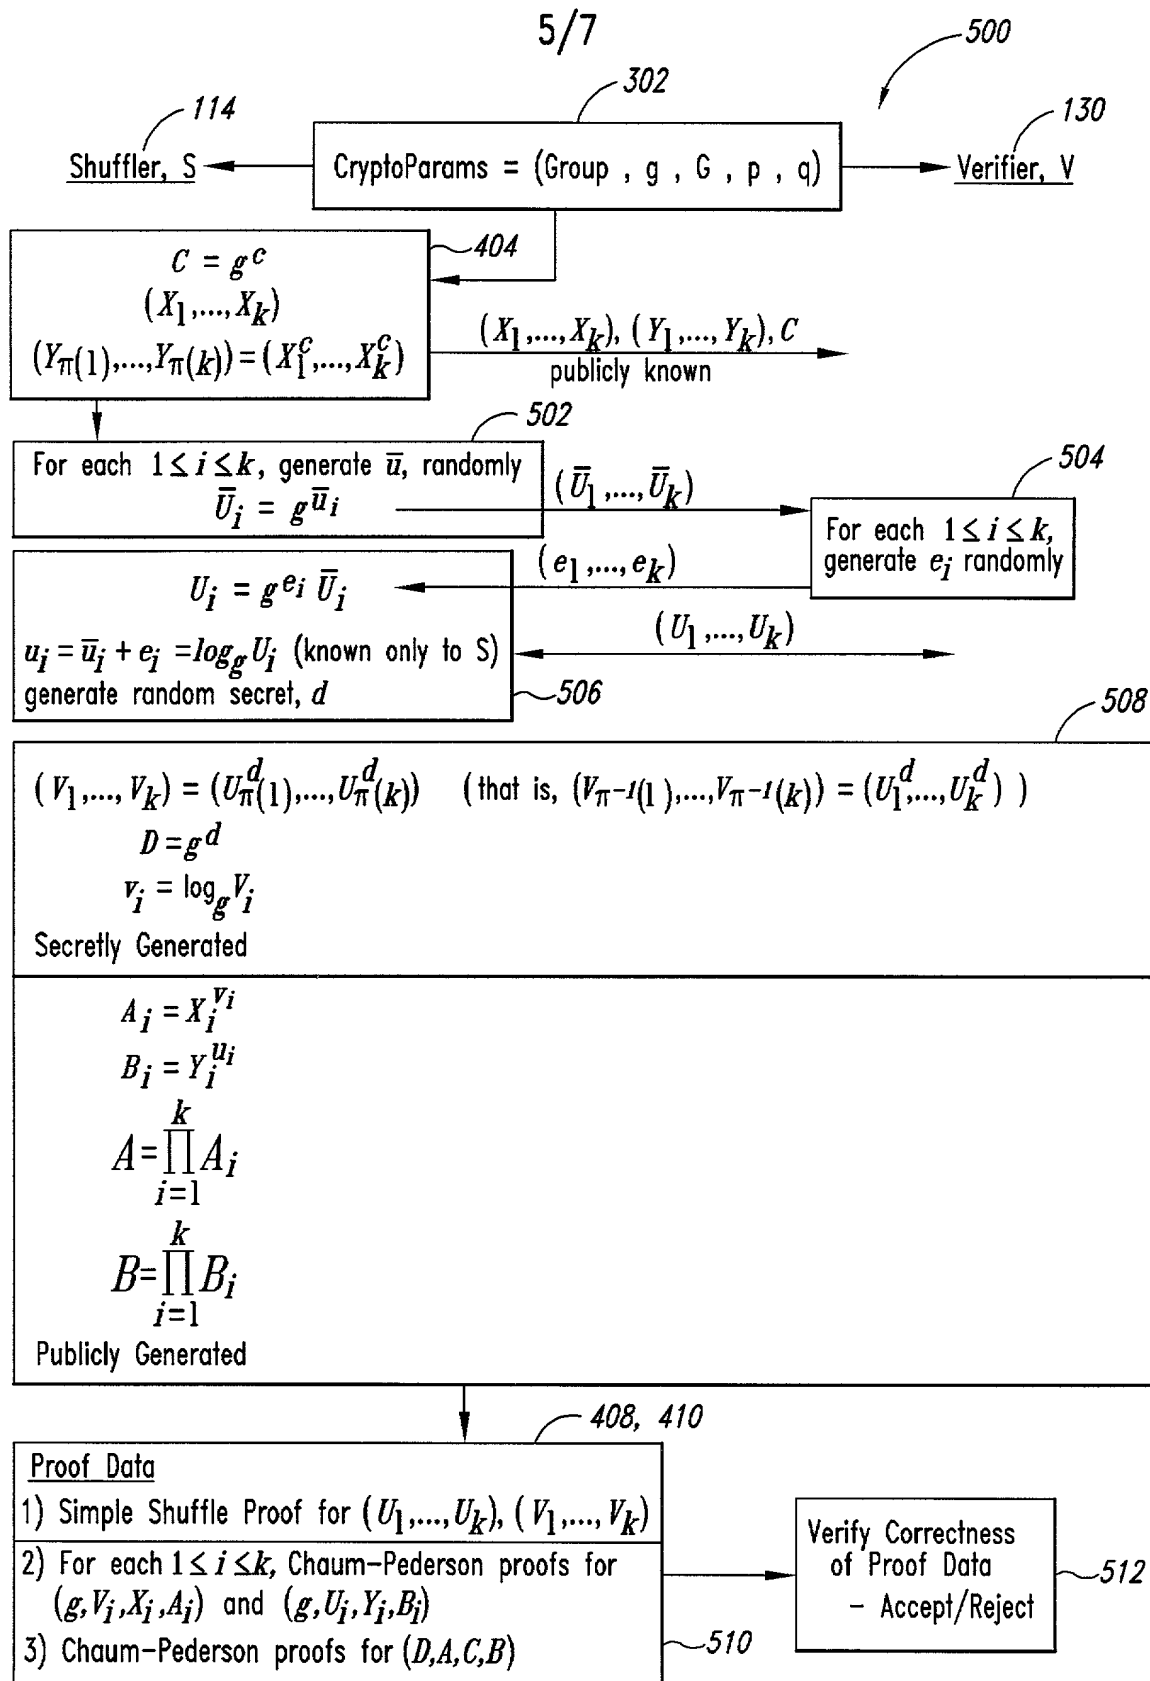 5/7
500
302
114
130
Shuffler, S
CryptoParams = (Group , g , G , p , q)
Verifier, V
404
C = g^c
(X_1,..., X_k)
(Y_π(1),...,Y_π(k)) = (X_1^c,...,X_k^c)
(X_1,..., X_k), (Y_1,..., Y_k), C
publicly known
502
For each 1 ≤ i ≤ k, generate ū, randomly
Ū_i = g^ū_i
(Ū_1,...,Ū_k)
504
For each 1 ≤ i ≤ k,
generate e_i randomly
(e_1,...,e_k)
U_i = g^e_i Ū_i
u_i = ū_i + e_i = log_g U_i (known only to S)
generate random secret, d
(U_1,...,U_k)
506
508
(V_1,..., V_k) = (U^d_π(1),...,U^d_π(k)) (that is, (V_π^-1(1),...,V_π^-1(k)) = (U_1^d,...,U_k^d) )
D = g^d
v_i = log_g V_i
Secretly Generated
A_i = X_i^v_i
B_i = Y_i^u_i
A = ∏_{i=1}^k A_i
B = ∏_{i=1}^k B_i
Publicly Generated
408, 410
Proof Data
1) Simple Shuffle Proof for (U_1,..., U_k), (V_1,..., V_k)
2) For each 1 ≤ i ≤ k, Chaum-Pederson proofs for
(g, V_i, X_i, A_i) and (g, U_i, Y_i, B_i)
3) Chaum-Pederson proofs for (D,A,C,B)
510
Verify Correctness
of Proof Data
- Accept/Reject
512